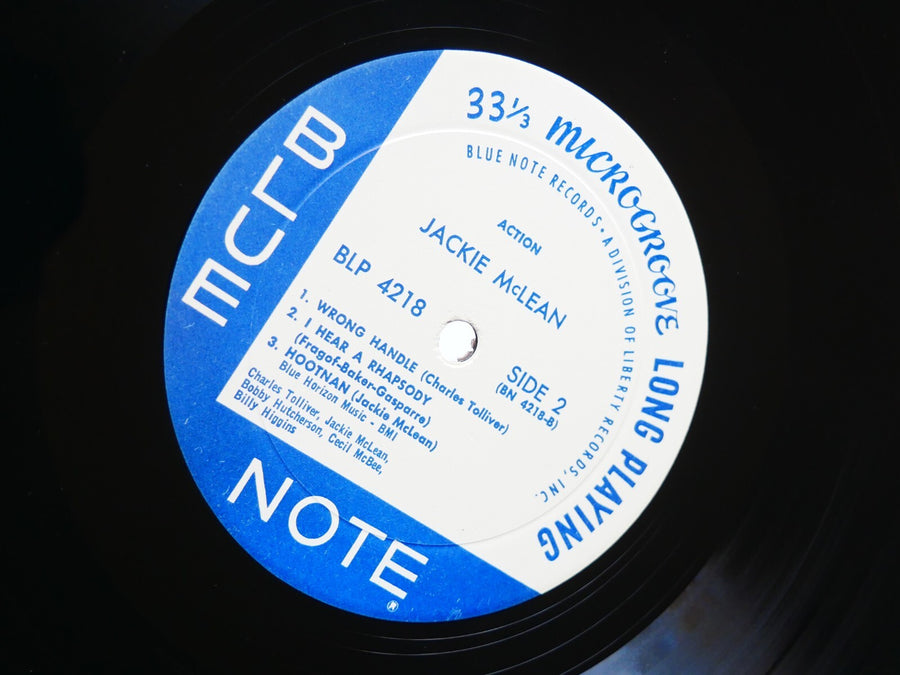 33⅓ MICROGROOVE LONG PLAYING
BLUE NOTE RECORDS • A DIVISION OF LIBERTY RECORDS, INC.
ACTION
JACKIE McLEAN
BLP 4218
SIDE 2
(BN 4218-B)
1. WRONG HANDLE (Charles Tolliver)
2. I HEAR A RHAPSODY
(Fragof-Baker-Gasparre)
3. HOOTNAN (Jackie McLean)
Blue Horizon Music - BMI
Charles Tolliver, Jackie McLean,
Bobby Hutcherson, Cecil McBee,
Billy Higgins
BLUE
NOTE